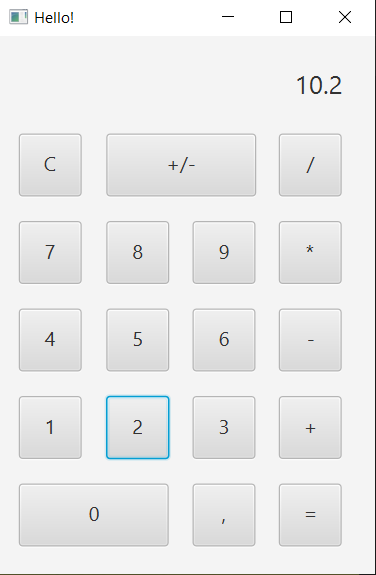 Hello!
10.2
C +/- /
7 8 9 *
4 5 6 -
1 2 3 +
0 , =